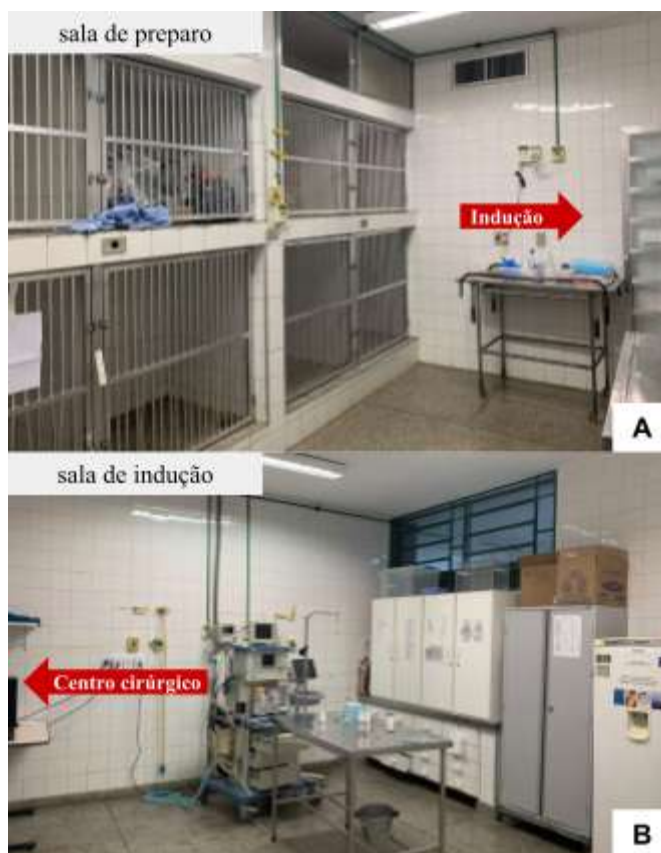 sala de preparo
Indução
A
sala de indução
Centro cirúrgico
B